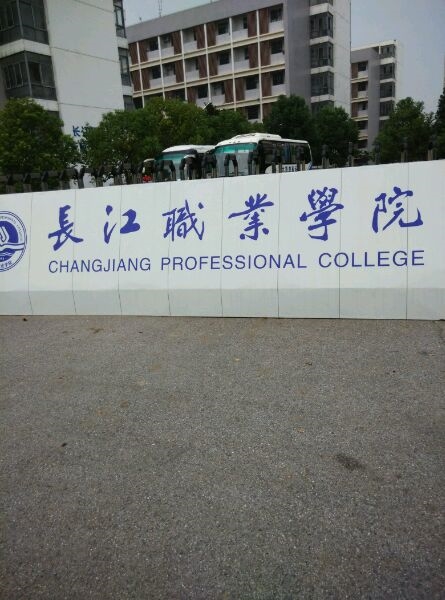 長江職業學院
CHANGJIANG PROFESSIONAL COLLEGE